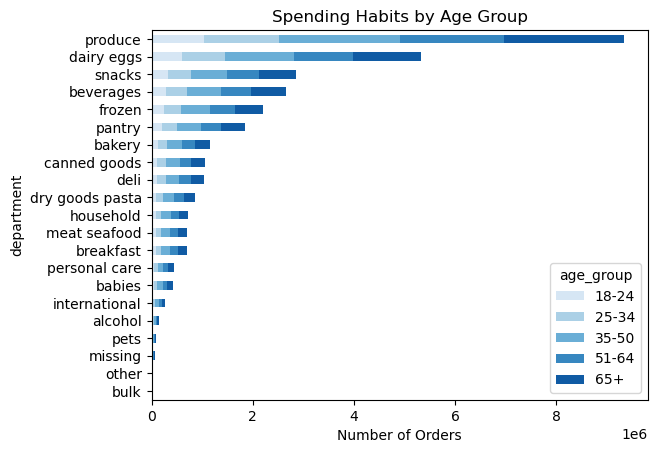 Spending Habits by Age Group
department
produce
dairy eggs
snacks
beverages
frozen
pantry
bakery
canned goods
deli
dry goods pasta
household
meat seafood
breakfast
personal care
babies
international
alcohol
pets
missing
other
bulk
age_group
18-24
25-34
35-50
51-64
65+
0 2 4 6 8
1e6
Number of Orders